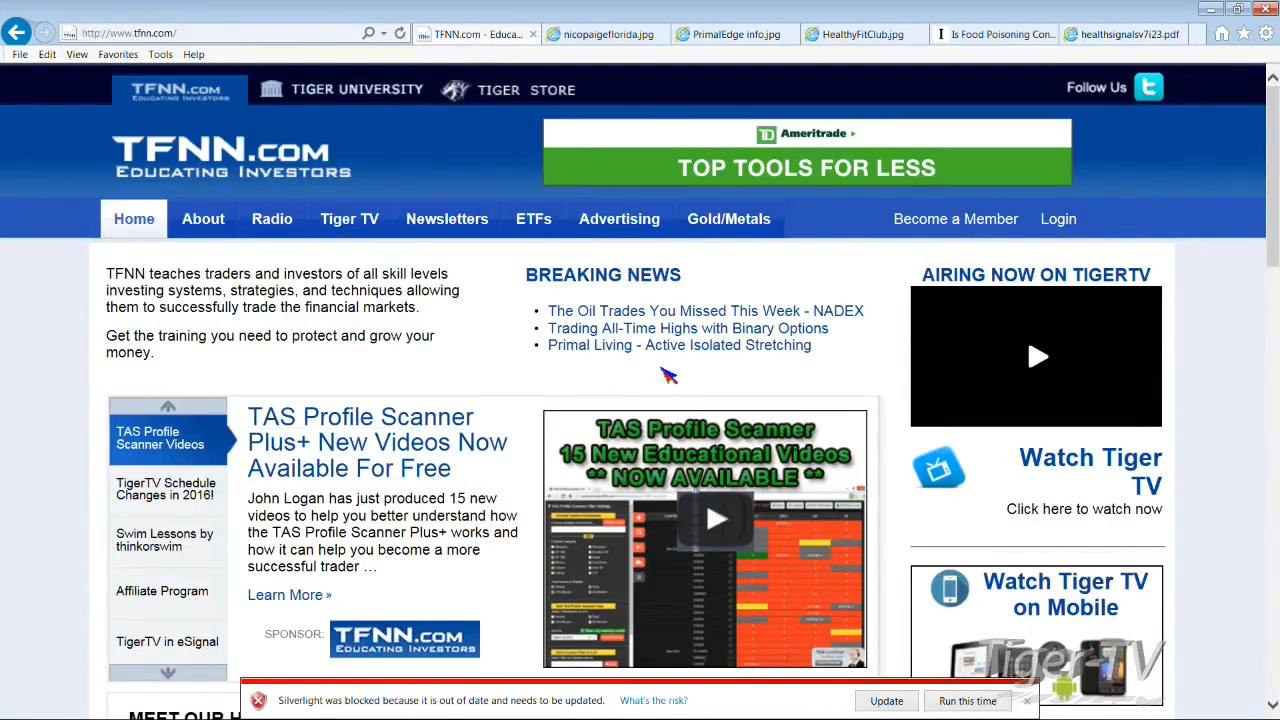 http://www.tfnn.com/
TFNN.com - Educa...
nicopaigeflorida.jpg
PrimalEdge info.jpg
HealthyFitClub.jpg
Is Food Poisoning Con...
healthsignalsv7i23.pdf
File Edit View Favorites Tools Help
TFNN.COM
EDUCATING INVESTORS
TIGER UNIVERSITY
TIGER STORE
Follow Us
TFNN.COM
EDUCATING INVESTORS
TD Ameritrade
TOP TOOLS FOR LESS
Home About Radio Tiger TV Newsletters ETFs Advertising Gold/Metals Become a Member Login
TFNN teaches traders and investors of all skill levels
investing systems, strategies, and techniques allowing
them to successfully trade the financial markets.
Get the training you need to protect and grow your
money.
BREAKING NEWS
• The Oil Trades You Missed This Week - NADEX
• Trading All-Time Highs with Binary Options
• Primal Living - Active Isolated Stretching
AIRING NOW ON TIGERTV
TAS Profile
Scanner Videos
TigerTV Schedule
Changes in 2016!
Swim Lessons by
thinkorswim
Affiliate Program
TAS Profile Scanner
Plus+ New Videos Now
Available For Free
John Doran has just produced 15 new
videos to help you better understand how
the TAS Profile Scanner Plus+ works and
how it can help you become a more
successful trader ...
Learn More »
TFNN.COM
EDUCATING INVESTORS
TAS Profile Scanner
15 New Educational Videos
** NOW AVAILABLE **
Watch Tiger
TV
Click here to watch now
Watch Tiger TV
on Mobile
Silverlight was blocked because it is out of date and needs to be updated. What's the risk?
Update
Run this time